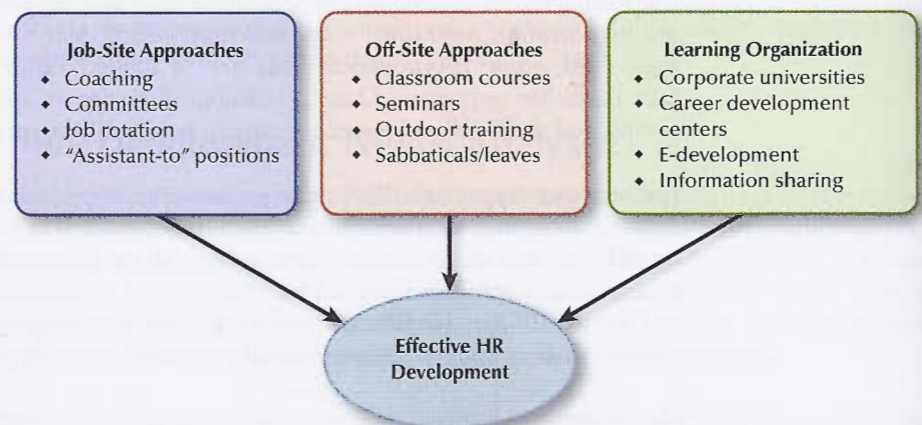 Job-Site Approaches
◆ Coaching
◆ Committees
◆ Job rotation
◆ "Assistant-to" positions
Off-Site Approaches
◆ Classroom courses
◆ Seminars
◆ Outdoor training
◆ Sabbaticals/leaves
Learning Organization
◆ Corporate universities
◆ Career development
centers
◆ E-development
◆ Information sharing
Effective HR
Development